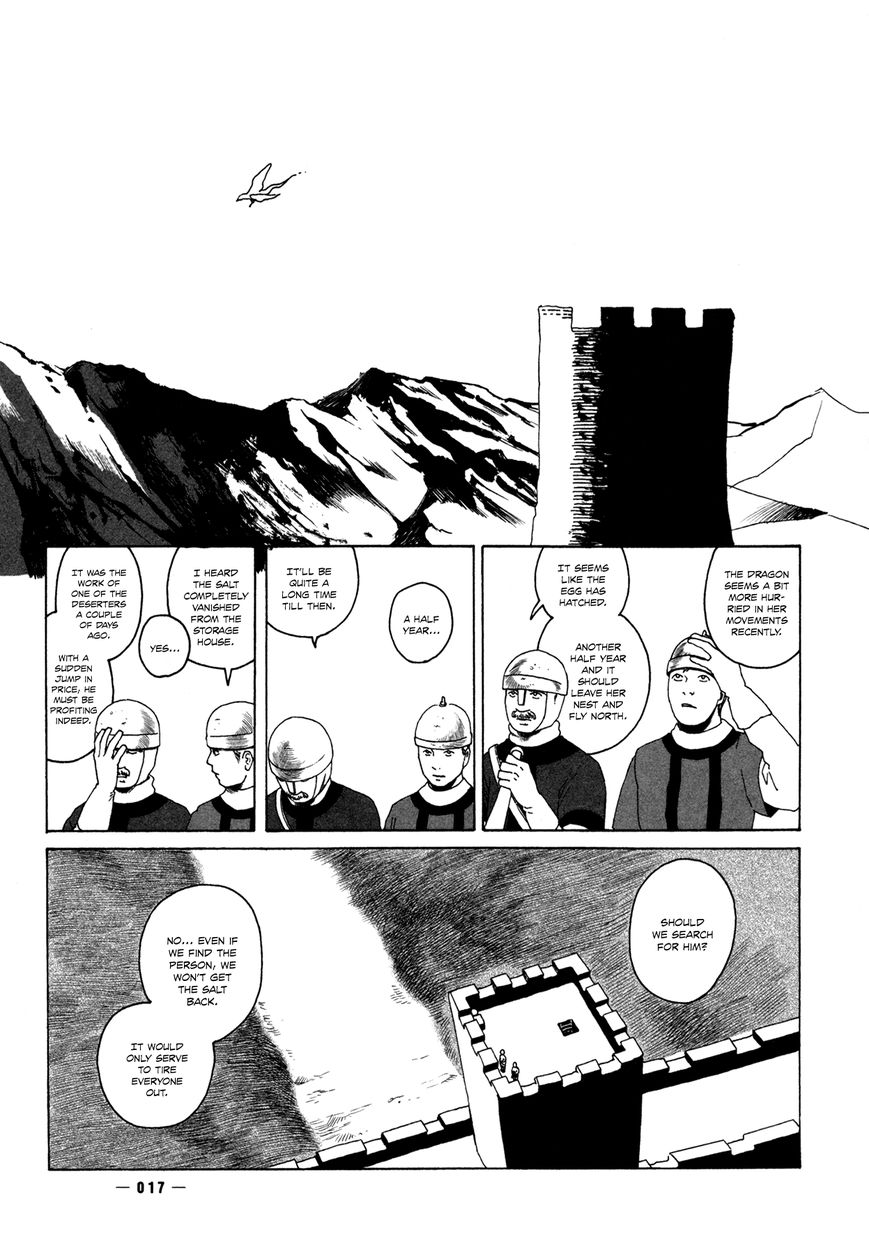 THE DRAGON
SEEMS A BIT
MORE HUR-
RIED IN HER
MOVEMENTS
RECENTLY.
IT SEEMS
LIKE THE
EGG HAS
HATCHED.
ANOTHER
HALF YEAR
AND IT
SHOULD
LEAVE HER
NEST AND
FLY NORTH.
A HALF
YEAR...
IT'LL BE
QUITE A
LONG TIME
TILL THEN.
I HEARD
THE SALT
COMPLETELY
VANISHED
FROM THE
STORAGE
HOUSE.
YES...
IT WAS THE
WORK OF
ONE OF THE
DESERTERS
A COUPLE
OF DAYS
AGO.
WITH A
SUDDEN
JUMP IN
PRICE, HE
MUST BE
PROFITING
INDEED.
SHOULD
WE SEARCH
FOR HIM?
NO... EVEN IF
WE FIND THE
PERSON, WE
WON'T GET
THE SALT
BACK.
IT WOULD
ONLY SERVE
TO TIRE
EVERYONE
OUT.
— 017 —